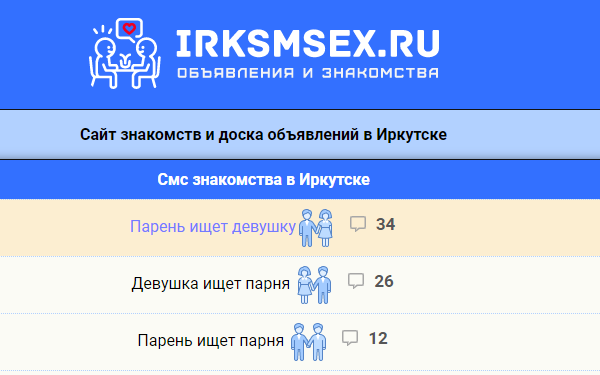 IRKSMSEX.RU
ОБЪЯВЛЕНИЯ И ЗНАКОМСТВА
Сайт знакомств и доска объявлений в Иркутске
Смс знакомства в Иркутске
Парень ищет девушку 34
Девушка ищет парня 26
Парень ищет парня 12